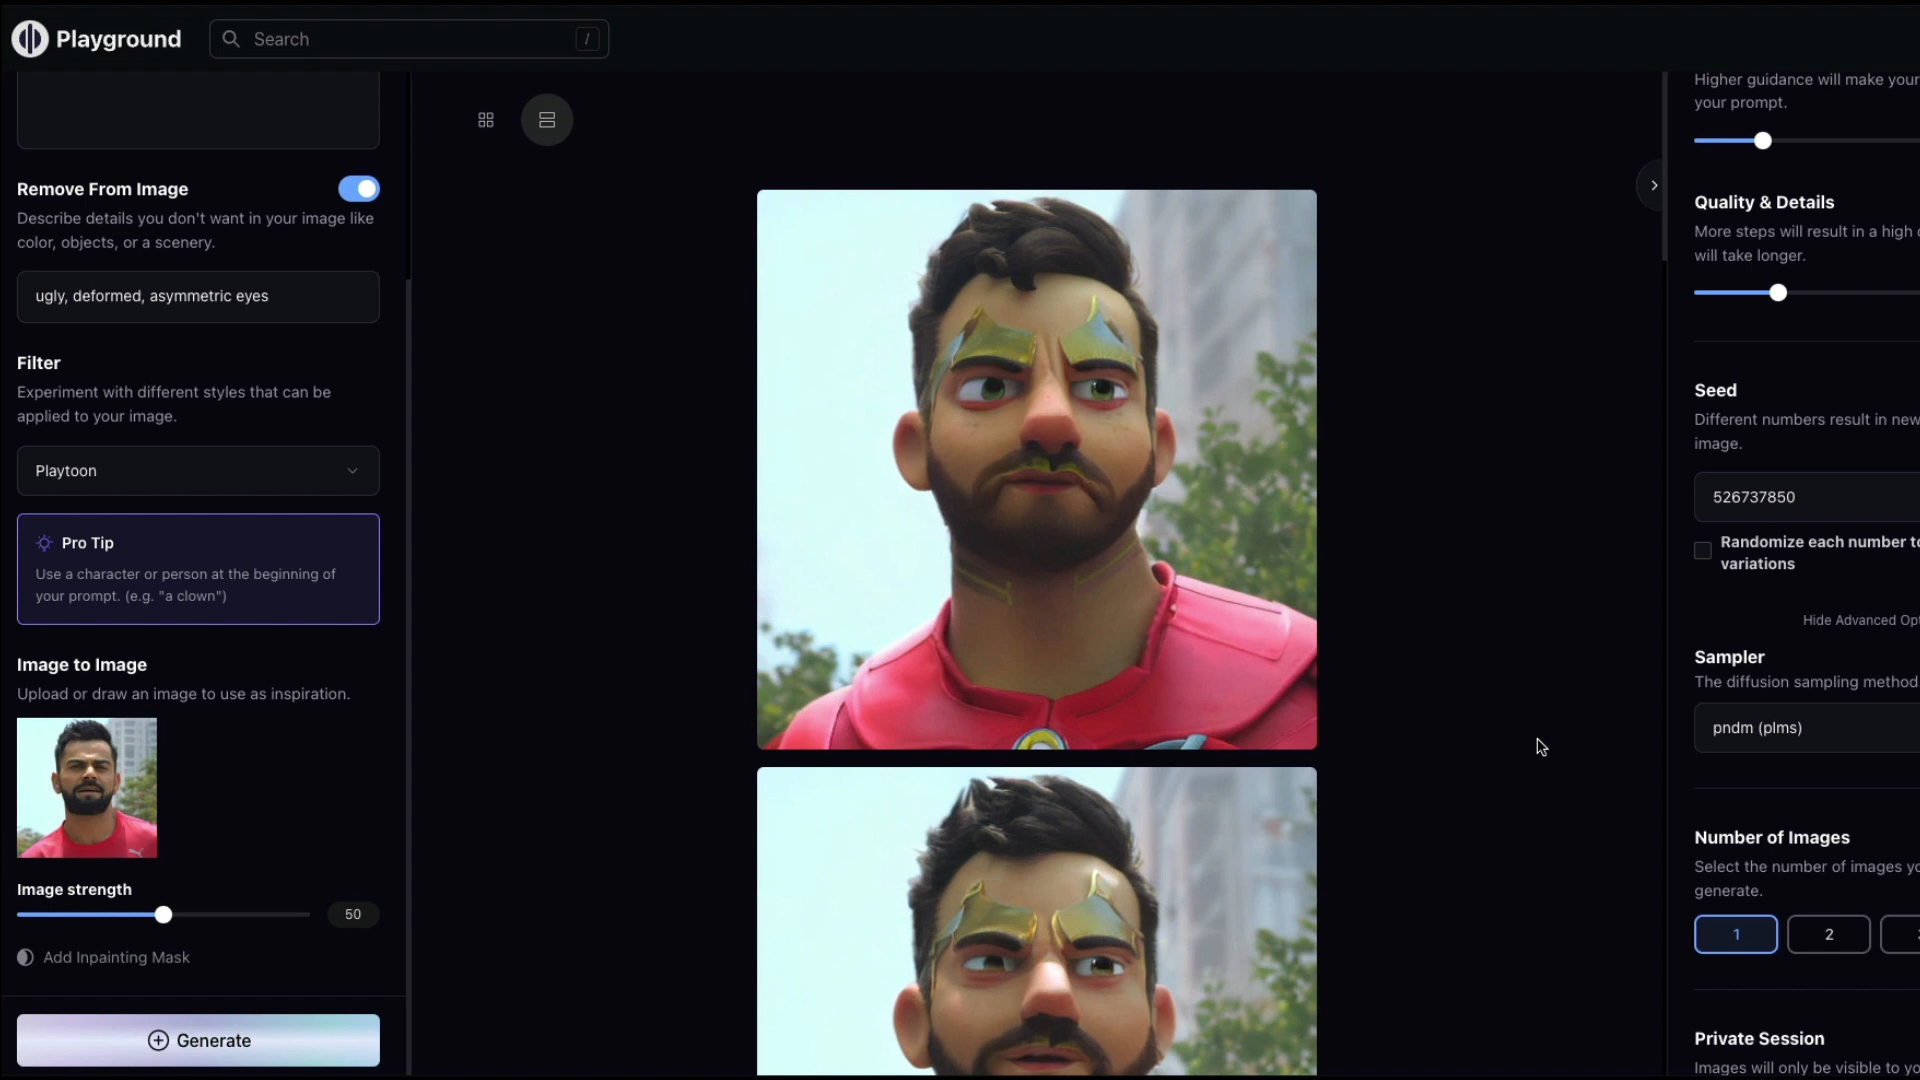 Playground
Search
/
Remove From Image
Describe details you don't want in your image like
color, objects, or a scenery.
ugly, deformed, asymmetric eyes
Filter
Experiment with different styles that can be
applied to your image.
Playtoon
Pro Tip
Use a character or person at the beginning of
your prompt. (e.g. "a clown")
Image to Image
Upload or draw an image to use as inspiration.
Image strength
50
Add Inpainting Mask
Generate
Higher guidance will make your
your prompt.
Quality & Details
More steps will result in a high
will take longer.
Seed
Different numbers result in new
image.
526737850
Randomize each number to
variations
Hide Advanced
Sampler
The diffusion sampling method
pndm (plms)
Number of Images
Select the number of images
generate.
1
2
Private Session
Images will only be visible to